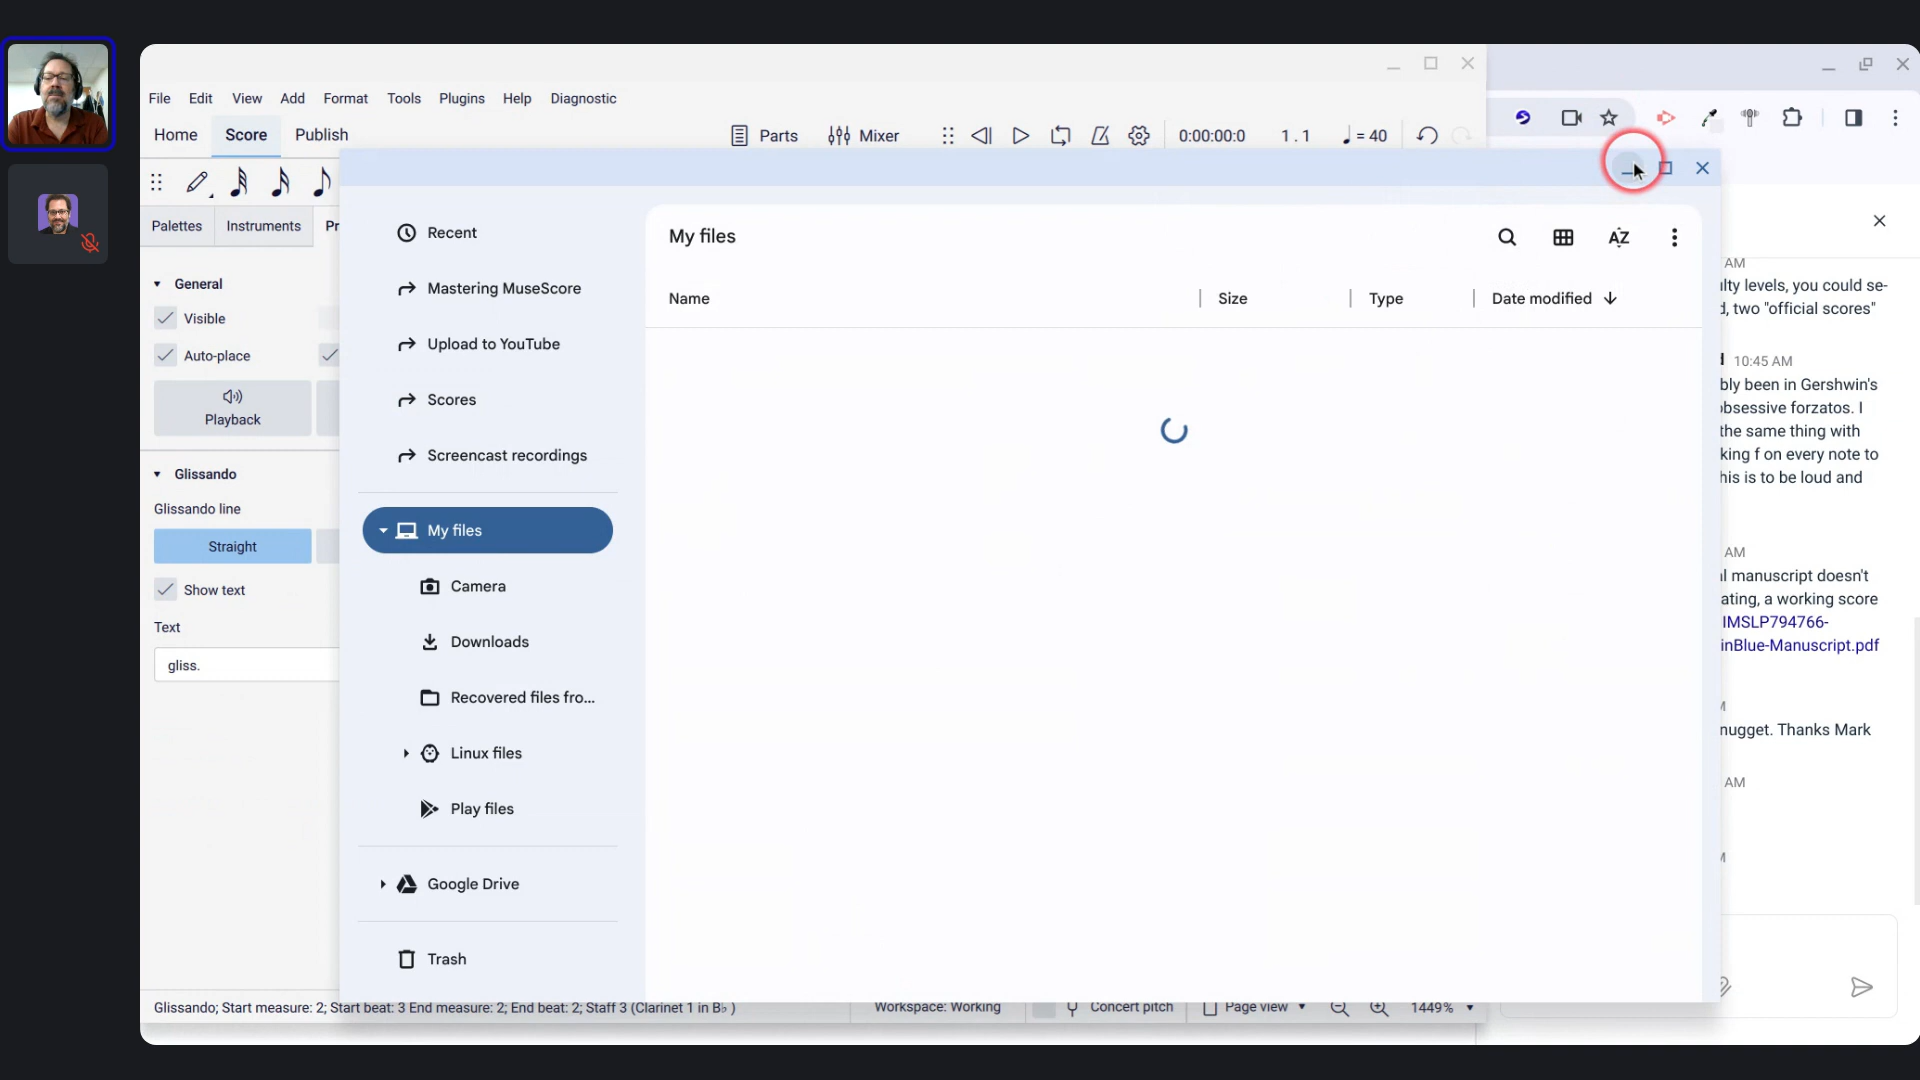 File Edit View Add Format Tools Plugins Help Diagnostic
Home Score Publish
Parts Mixer 0:00:00:0 1 . 1 = 40
Palettes Instruments Pr
General
Visible
Auto-place
Playback
Glissando
Glissando line
Straight
Show text
Text
gliss.
Recent
Mastering MuseScore
Upload to YouTube
Scores
Screencast recordings
My files
Camera
Downloads
Recovered files fro...
Linux files
Play files
Google Drive
Trash
My files
AZ
Name Size Type Date modified
AM
lty levels, you could se-
d, two "official scores"
d 10:45 AM
bly been in Gershwin's
obsessive forzatos. I
the same thing with
king f on every note to
his is to be loud and
AM
l manuscript doesn't
ating, a working score
IMSLP794766-
inBlue-Manuscript.pdf
M
nugget. Thanks Mark
AM
M
Glissando; Start measure: 2; Start beat: 3 End measure: 2; End beat: 2; Staff 3 (Clarinet 1 in B♭ )
Workspace: Working Concert pitch Page view 1449%